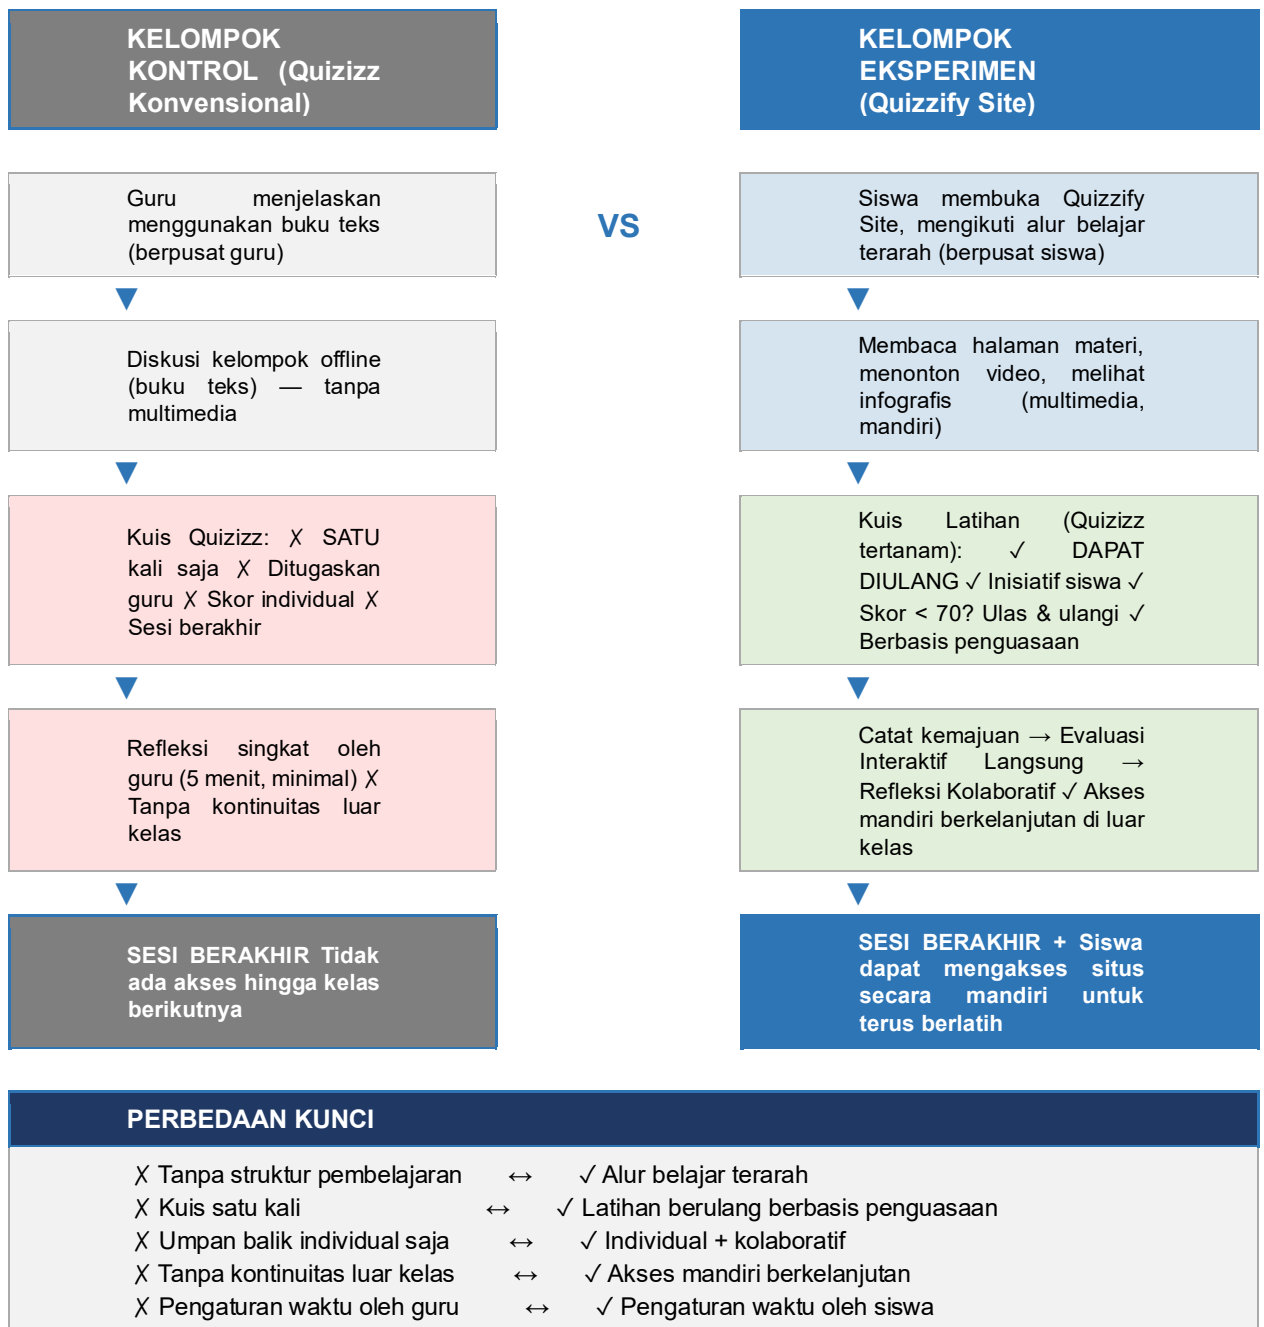 KELOMPOK
KONTROL (Quizizz
Konvensional)
KELOMPOK
EKSPERIMEN
(Quizzify Site)
Guru menjelaskan
menggunakan buku teks
(berpusat guru)
VS
Siswa membuka Quizzify
Site, mengikuti alur belajar
terarah (berpusat siswa)
▼
▼
Diskusi kelompok offline
(buku teks) — tanpa
multimedia
Membaca halaman materi,
menonton video, melihat
infografis (multimedia,
mandiri)
▼
▼
Kuis Quizizz: ✗ SATU
kali saja ✗ Ditugaskan
guru ✗ Skor individual ✗
Sesi berakhir
Kuis Latihan (Quizizz
tertanam): ✓ DAPAT
DIULANG ✓ Inisiatif siswa ✓
Skor < 70? Ulas & ulangi ✓
Berbasis penguasaan
▼
▼
Refleksi singkat oleh
guru (5 menit, minimal) ✗
Tanpa kontinuitas luar
kelas
Catat kemajuan → Evaluasi
Interaktif Langsung →
Refleksi Kolaboratif ✓ Akses
mandiri berkelanjutan di luar
kelas
▼
▼
SESI BERAKHIR Tidak
ada akses hingga kelas
berikutnya
SESI BERAKHIR + Siswa
dapat mengakses situs
secara mandiri untuk
terus berlatih
PERBEDAAN KUNCI
✗ Tanpa struktur pembelajaran ↔ ✓ Alur belajar terarah
✗ Kuis satu kali ↔ ✓ Latihan berulang berbasis penguasaan
✗ Umpan balik individual saja ↔ ✓ Individual + kolaboratif
✗ Tanpa kontinuitas luar kelas ↔ ✓ Akses mandiri berkelanjutan
✗ Pengaturan waktu oleh guru ↔ ✓ Pengaturan waktu oleh siswa